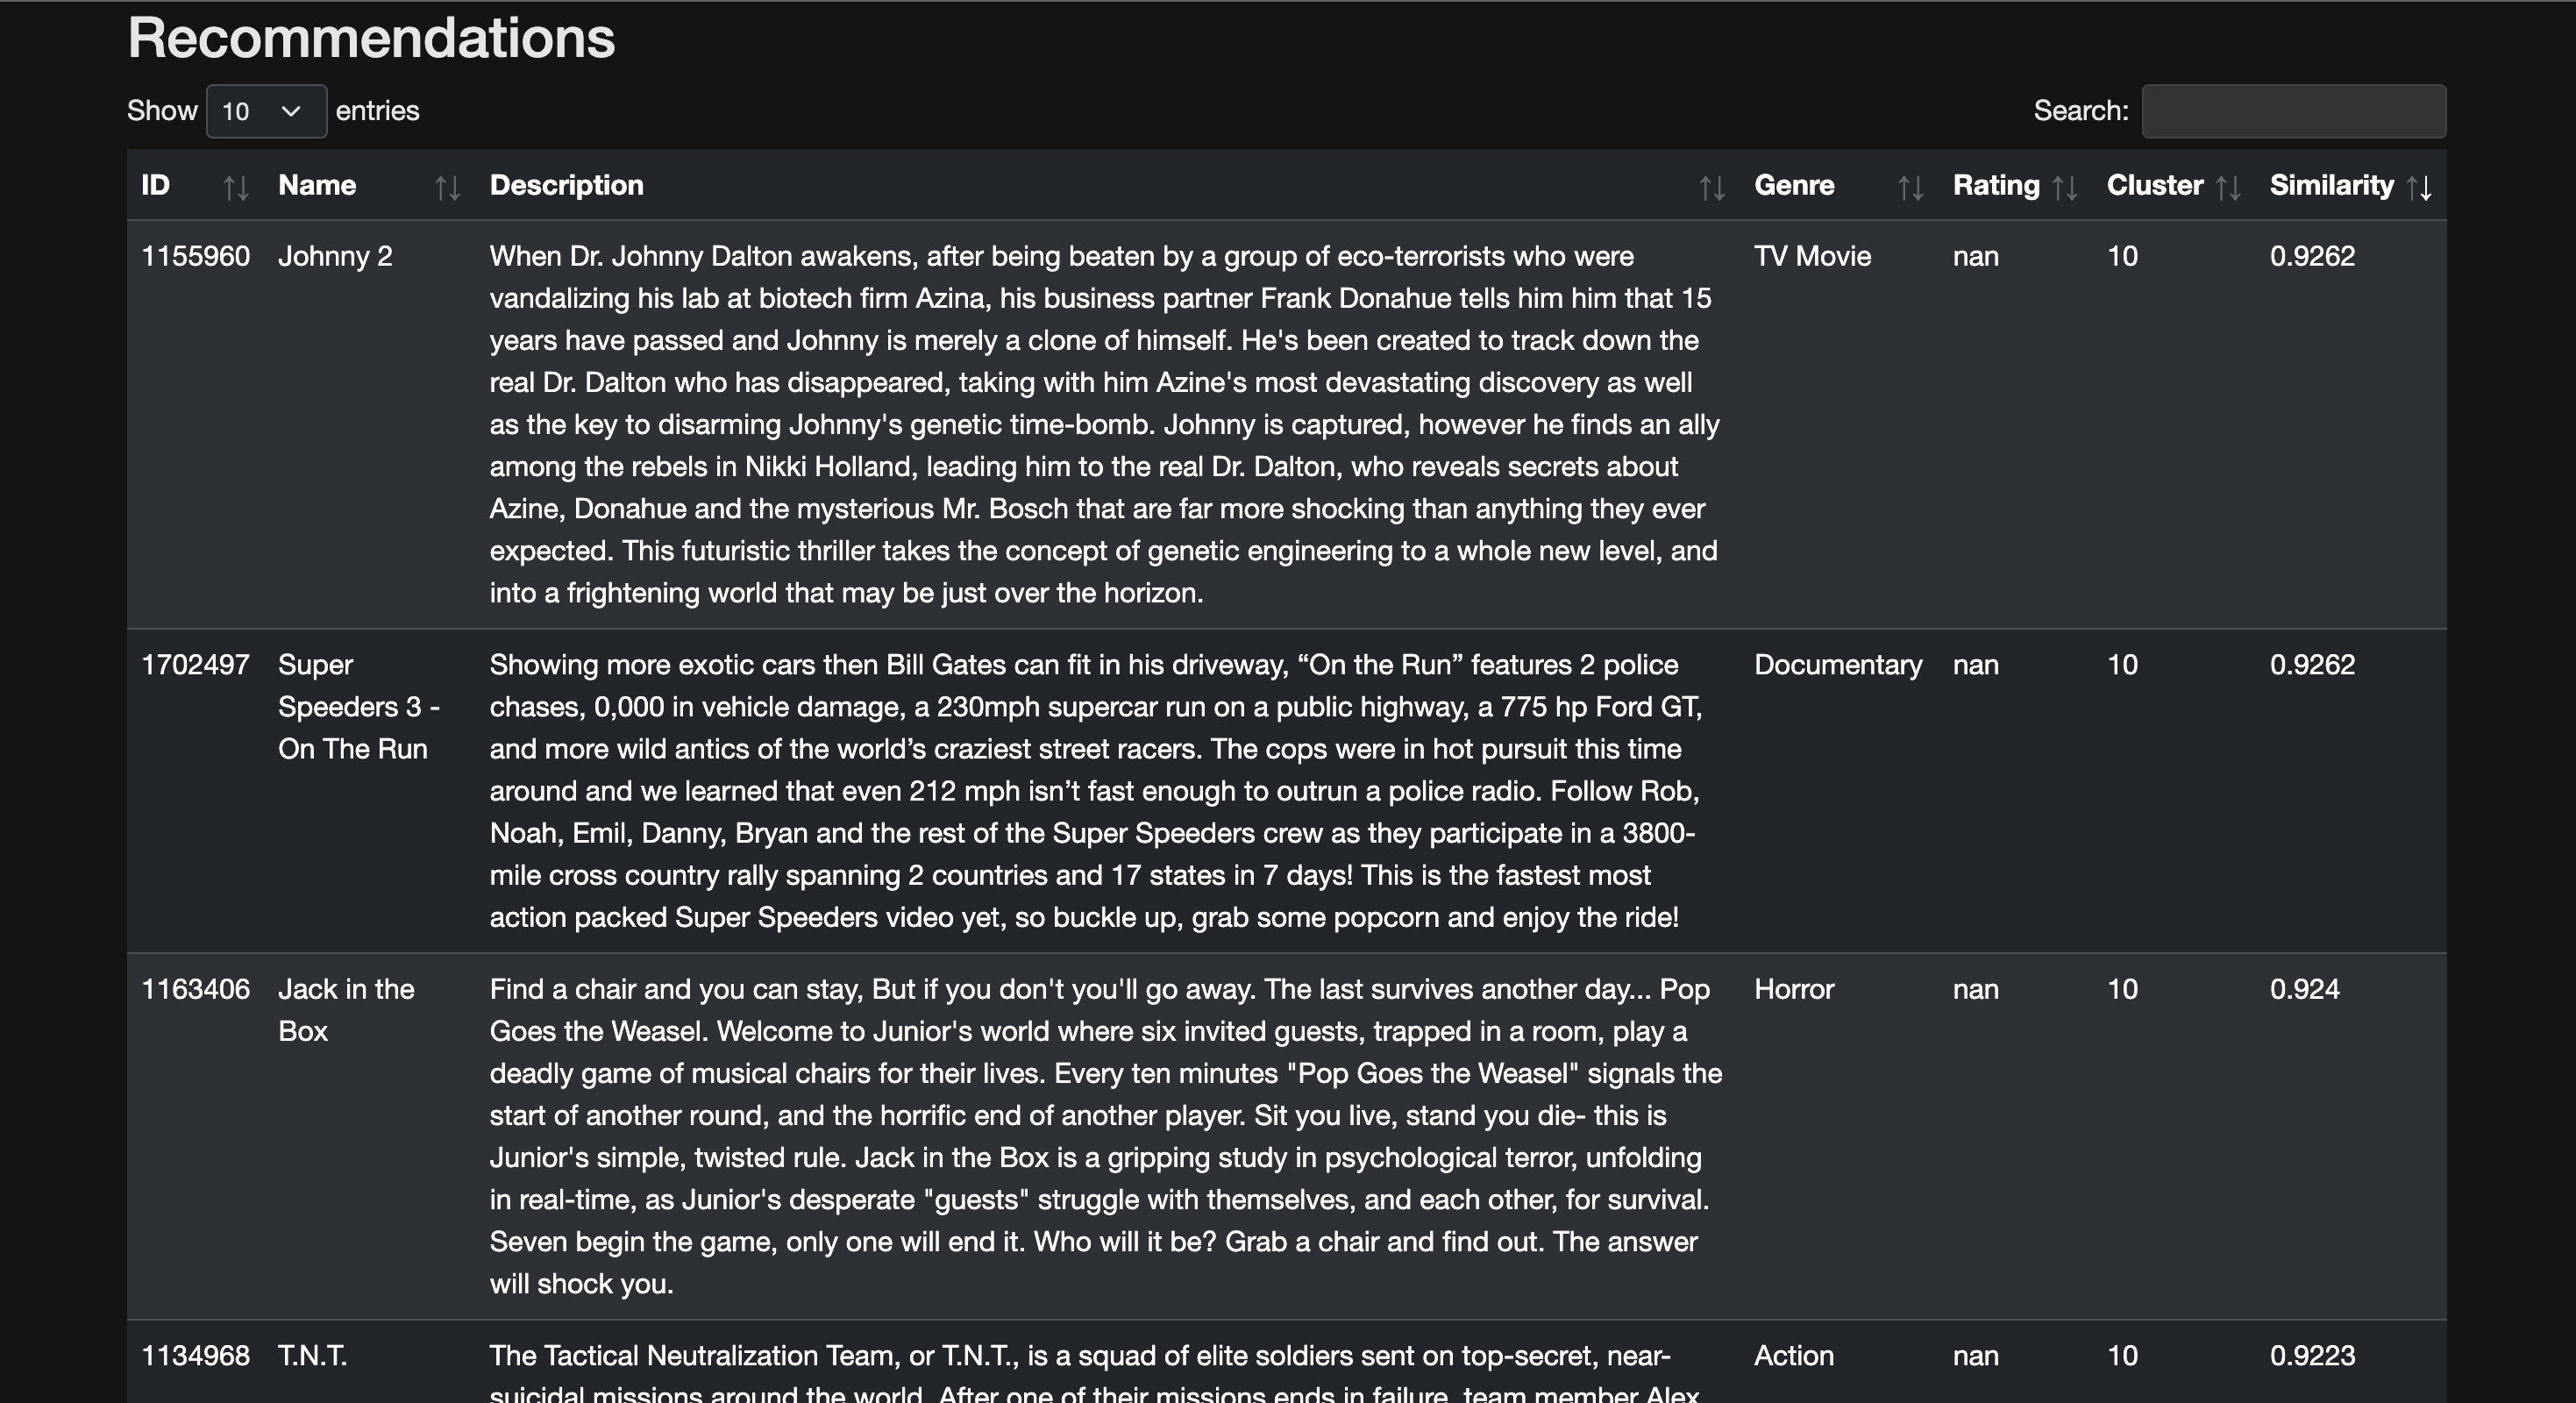 Recommendations
Show 10 entries
Search:
ID Name Description Genre Rating Cluster Similarity
1155960 Johnny 2 When Dr. Johnny Dalton awakens, after being beaten by a group of eco-terrorists who were TV Movie nan 10 0.9262
vandalizing his lab at biotech firm Azina, his business partner Frank Donahue tells him him that 15
years have passed and Johnny is merely a clone of himself. He's been created to track down the
real Dr. Dalton who has disappeared, taking with him Azine's most devastating discovery as well
as the key to disarming Johnny's genetic time-bomb. Johnny is captured, however he finds an ally
among the rebels in Nikki Holland, leading him to the real Dr. Dalton, who reveals secrets about
Azine, Donahue and the mysterious Mr. Bosch that are far more shocking than anything they ever
expected. This futuristic thriller takes the concept of genetic engineering to a whole new level, and
into a frightening world that may be just over the horizon.
1702497 Super Showing more exotic cars then Bill Gates can fit in his driveway, “On the Run” features 2 police Documentary nan 10 0.9262
Speeders 3 - chases, 0,000 in vehicle damage, a 230mph supercar run on a public highway, a 775 hp Ford GT,
On The Run and more wild antics of the world’s craziest street racers. The cops were in hot pursuit this time
around and we learned that even 212 mph isn’t fast enough to outrun a police radio. Follow Rob,
Noah, Emil, Danny, Bryan and the rest of the Super Speeders crew as they participate in a 3800-
mile cross country rally spanning 2 countries and 17 states in 7 days! This is the fastest most
action packed Super Speeders video yet, so buckle up, grab some popcorn and enjoy the ride!
1163406 Jack in the Find a chair and you can stay, But if you don't you'll go away. The last survives another day... Pop Horror nan 10 0.924
Box Goes the Weasel. Welcome to Junior's world where six invited guests, trapped in a room, play a
deadly game of musical chairs for their lives. Every ten minutes "Pop Goes the Weasel" signals the
start of another round, and the horrific end of another player. Sit you live, stand you die- this is
Junior's simple, twisted rule. Jack in the Box is a gripping study in psychological terror, unfolding
in real-time, as Junior's desperate "guests" struggle with themselves, and each other, for survival.
Seven begin the game, only one will end it. Who will it be? Grab a chair and find out. The answer
will shock you.
1134968 T.N.T. The Tactical Neutralization Team, or T.N.T., is a squad of elite soldiers sent on top-secret, near- Action nan 10 0.9223
suicidal missions around the world. After one of their missions ends in failure, team member Alex